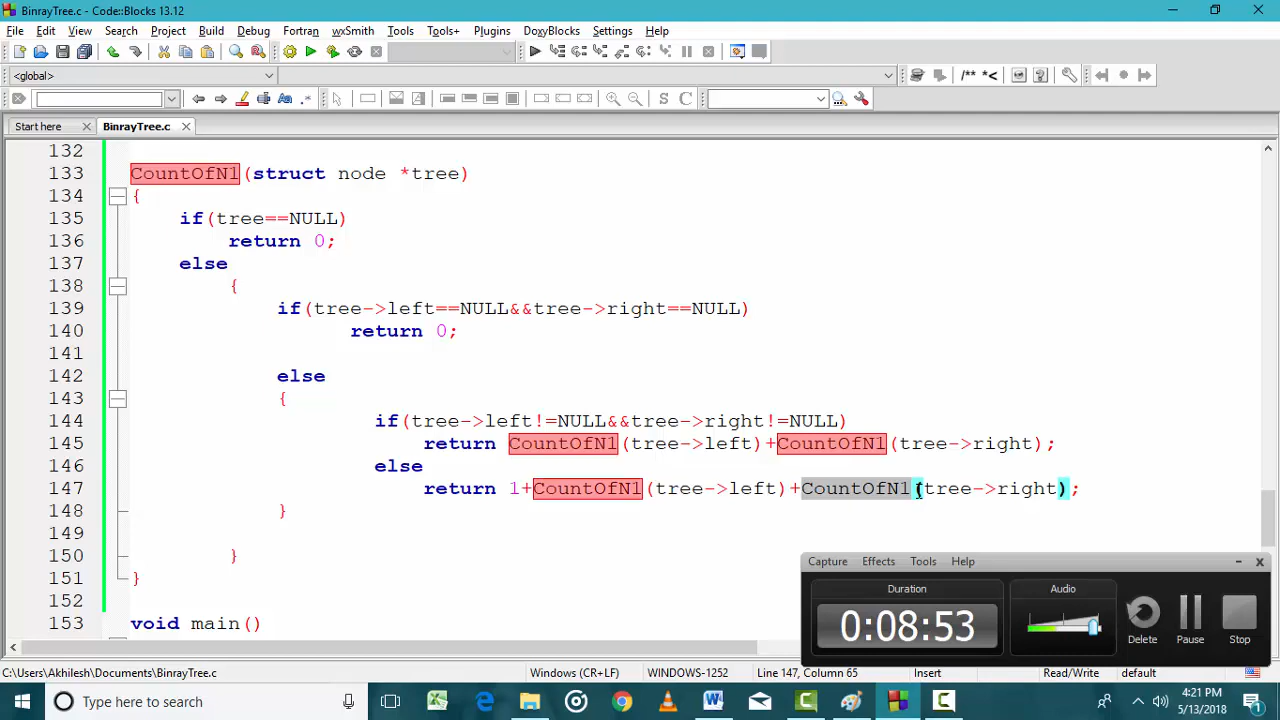 BinrayTree.c - Code::Blocks 13.12
File Edit View Search Project Build Debug Fortran wxSmith Tools Tools+ Plugins DoxyBlocks Settings Help
<global>
/** *<
S C
Start here BinrayTree.c
132
133 CountOfN1(struct node *tree)
134 {
135 if(tree==NULL)
136 return 0;
137 else
138 {
139 if(tree->left==NULL&&tree->right==NULL)
140 return 0;
141
142 else
143 {
144 if(tree->left!=NULL&&tree->right!=NULL)
145 return CountOfN1(tree->left)+CountOfN1(tree->right);
146 else
147 return 1+CountOfN1(tree->left)+CountOfN1(tree->right);
148 }
149
150 }
151 }
152
153 void main()
Capture Effects Tools Help
Duration
0:08:53
Audio
Delete Pause Stop
C:\Users\Akhilesh\Documents\BinrayTree.c Windows (CR+LF) WINDOWS-1252 Line 147, Column 65 Insert Read/Write default
Type here to search
4:21 PM
5/13/2018